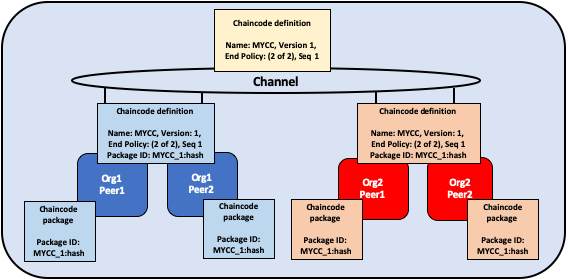 Chaincode definition
Name: MYCC, Version 1,
End Policy: (2 of 2), Seq 1
Channel
Chaincode definition
Name: MYCC, Version: 1,
End Policy: (2 of 2), Seq 1
Package ID: MYCC_1:hash
Chaincode definition
Name: MYCC, Version: 1,
End Policy: (2 of 2), Seq 1
Package ID: MYCC_1:hash
Org1
Peer1
Org1
Peer2
Org2
Peer1
Org2
Peer2
Chaincode
package
Package ID:
MYCC_1:hash
Chaincode
package
Package ID:
MYCC_1:hash
Chaincode
package
Package ID:
MYCC_1:hash
Chaincode
package
Package ID:
MYCC_1:hash